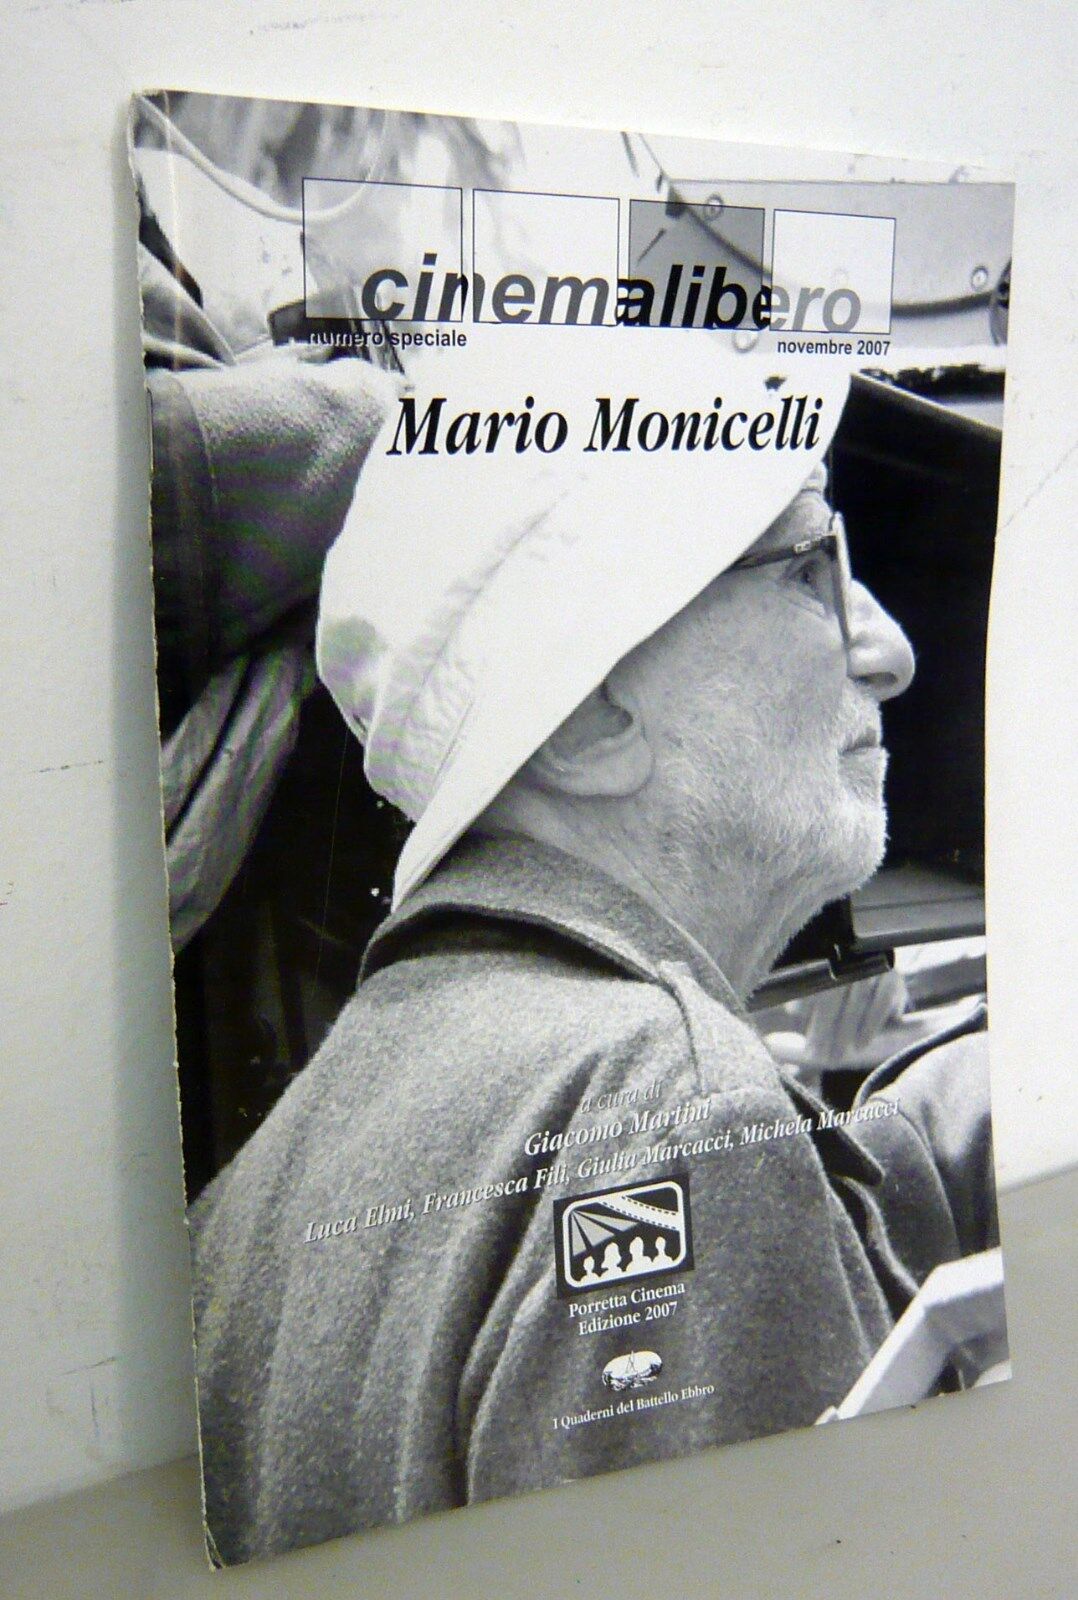 cinemalibero
numero speciale
novembre 2007
Mario Monicelli
a cura di
Giacomo Martini
Luca Elmi, Francesca Fili, Giulia Marcacci, Michela Marcacci
Porretta Cinema
Edizione 2007
I Quaderni del Battello Ebbro